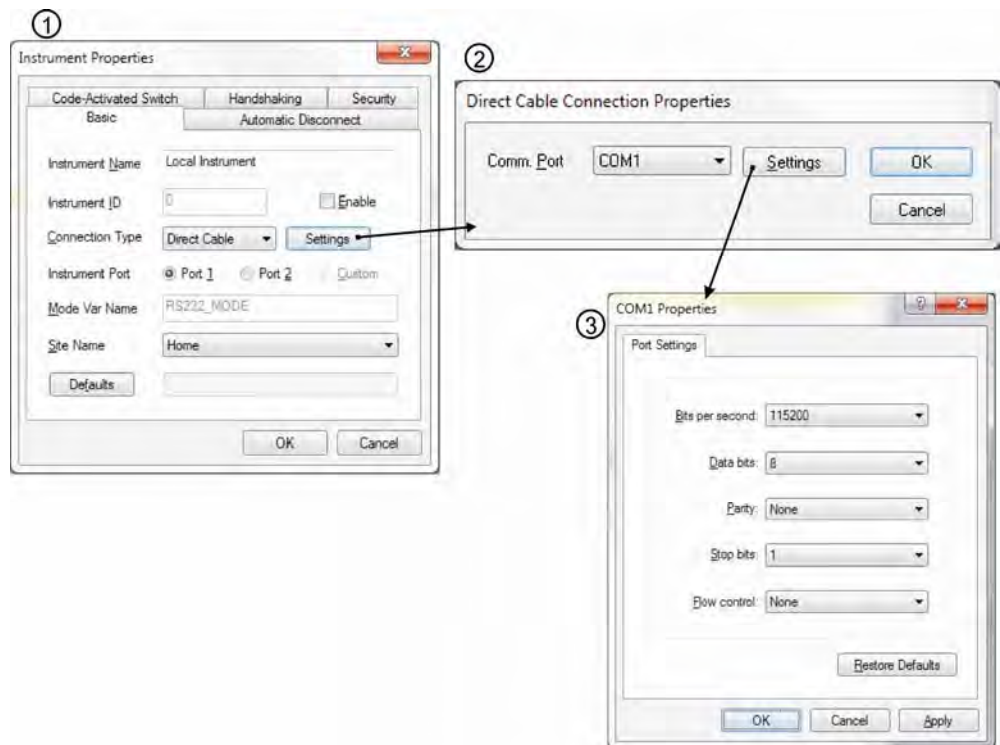 1
Instrument Properties
Code-Activated Switch Handshaking Security
Basic Automatic Disconnect
Instrument Name Local Instrument
Instrument ID 0 Enable
Connection Type Direct Cable Settings
Instrument Port Port 1 Port 2 Custom
Mode Var Name RS232_MODE
Site Name Home
Defaults
OK Cancel
2
Direct Cable Connection Properties
Comm. Port COM1 Settings OK
Cancel
3
COM1 Properties
Port Settings
Bits per second: 115200
Data bits: 8
Parity: None
Stop bits: 1
Flow control: None
Restore Defaults
OK Cancel Apply